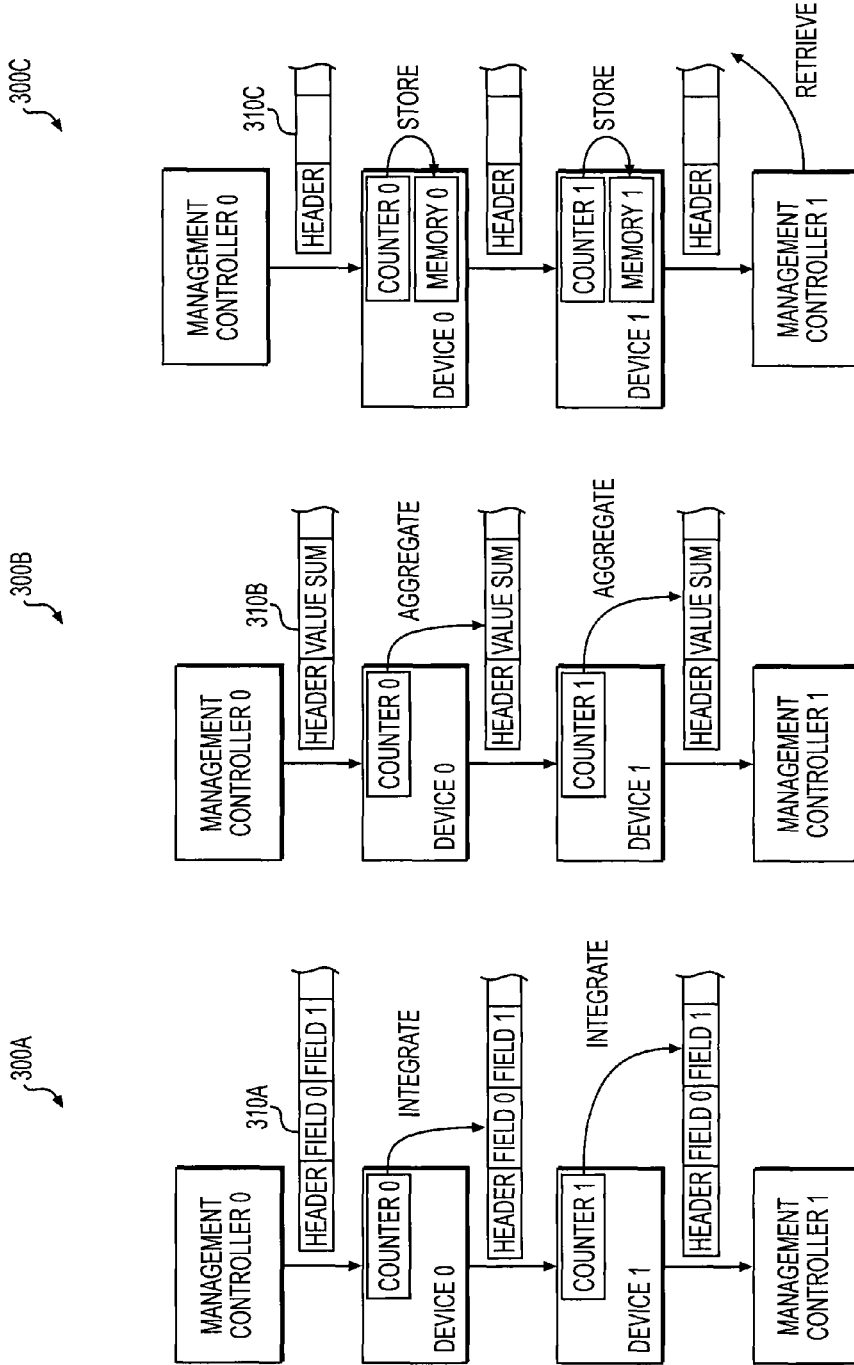 300A
MANAGEMENT
CONTROLLER 0
310A
HEADER FIELD 0 FIELD 1
COUNTER 0
DEVICE 0
INTEGRATE
HEADER FIELD 0 FIELD 1
COUNTER 1
DEVICE 1
INTEGRATE
HEADER FIELD 0 FIELD 1
MANAGEMENT
CONTROLLER 1
300B
MANAGEMENT
CONTROLLER 0
310B
HEADER VALUE SUM
COUNTER 0
DEVICE 0
AGGREGATE
HEADER VALUE SUM
COUNTER 1
DEVICE 1
AGGREGATE
HEADER VALUE SUM
MANAGEMENT
CONTROLLER 1
300C
MANAGEMENT
CONTROLLER 0
310C
HEADER
COUNTER 0
MEMORY 0
DEVICE 0
STORE
HEADER
COUNTER 1
MEMORY 1
DEVICE 1
STORE
HEADER
MANAGEMENT
CONTROLLER 1
RETRIEVE